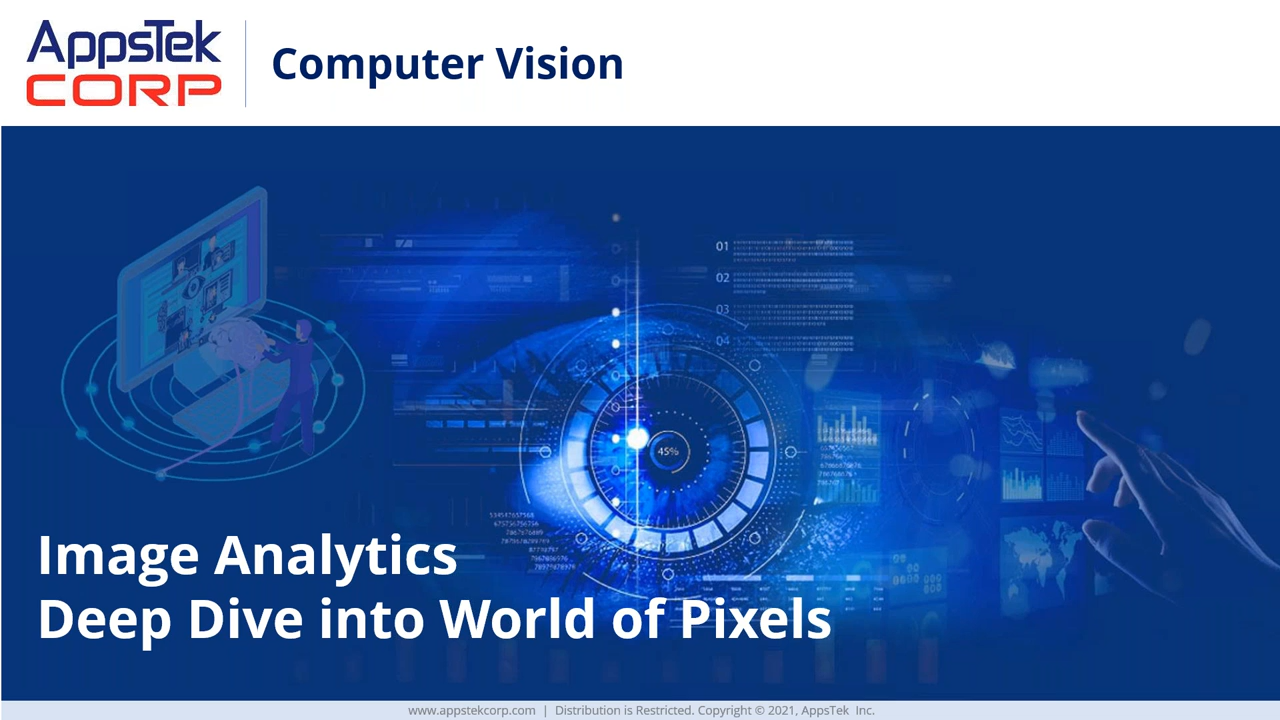 AppsTek
CORP
Computer Vision
01
02
03
04
45%
Image Analytics
Deep Dive into World of Pixels
www.appstekcorp.com | Distribution is Restricted. Copyright © 2021, AppsTek Inc.